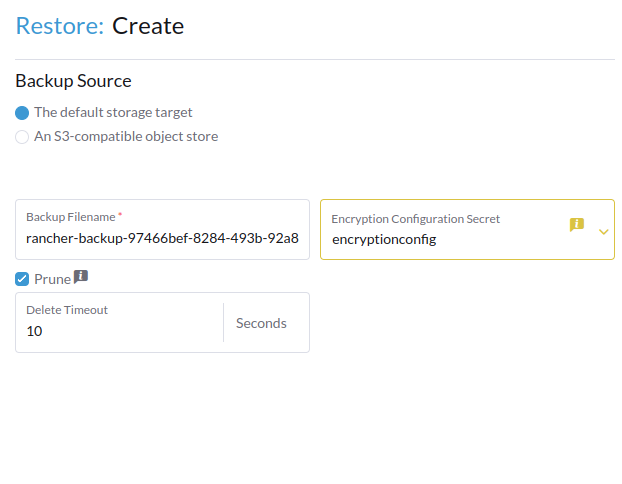 Restore: Create
Backup Source
The default storage target
An S3-compatible object store
Backup Filename *
rancher-backup-97466bef-8284-493b-92a8
Encryption Configuration Secret
encryptionconfig
Prune
Delete Timeout
10
Seconds